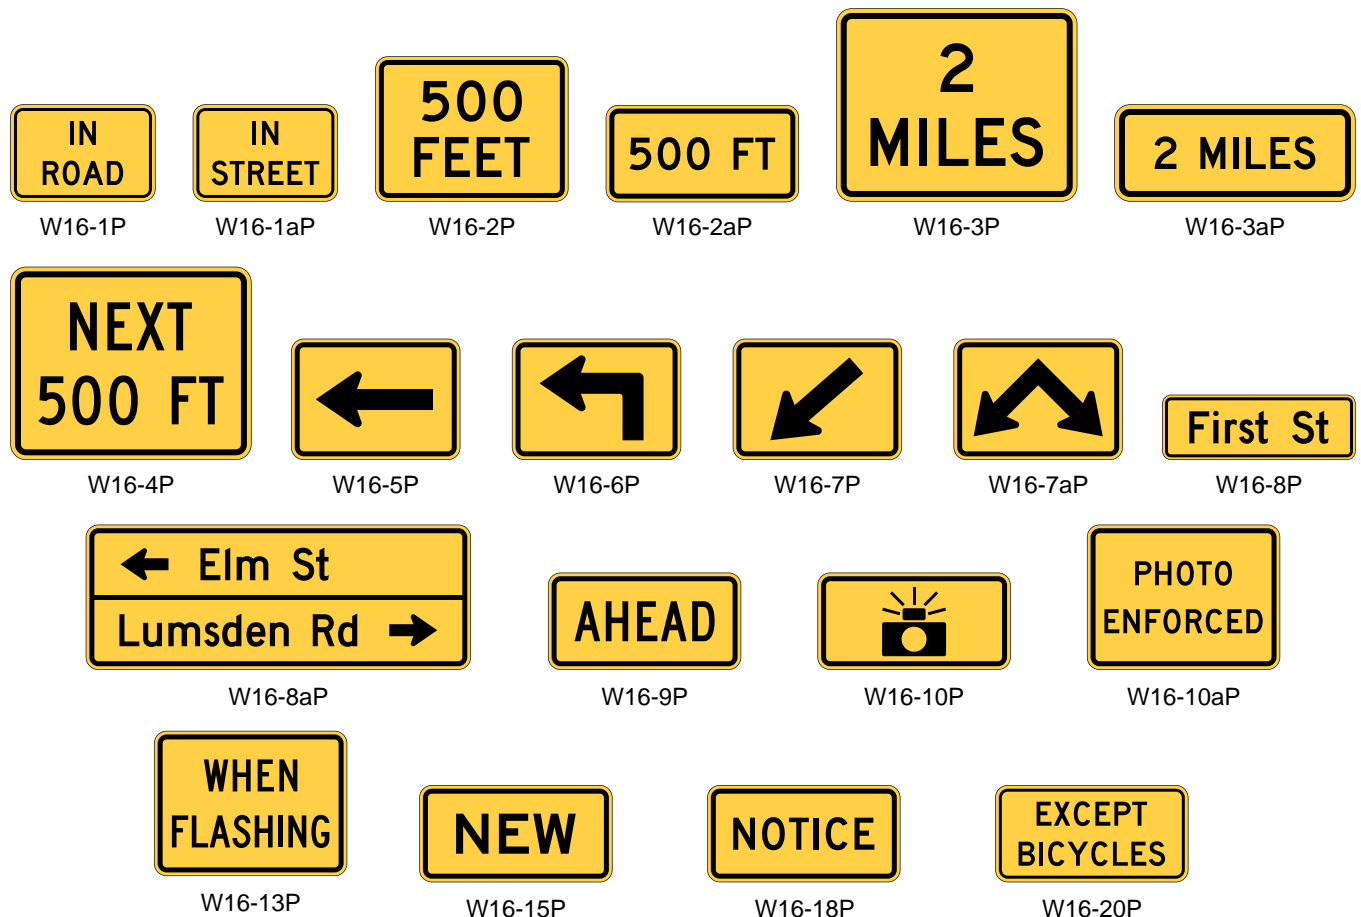 IN
ROAD
W16-1P
IN
STREET
W16-1aP
500
FEET
W16-2P
500 FT
W16-2aP
2
MILES
W16-3P
2 MILES
W16-3aP
NEXT
500 FT
W16-4P
W16-5P
W16-6P
W16-7P
W16-7aP
First St
W16-8P
Elm St
Lumsden Rd
W16-8aP
AHEAD
W16-9P
W16-10P
PHOTO
ENFORCED
W16-10aP
WHEN
FLASHING
W16-13P
NEW
W16-15P
NOTICE
W16-18P
EXCEPT
BICYCLES
W16-20P